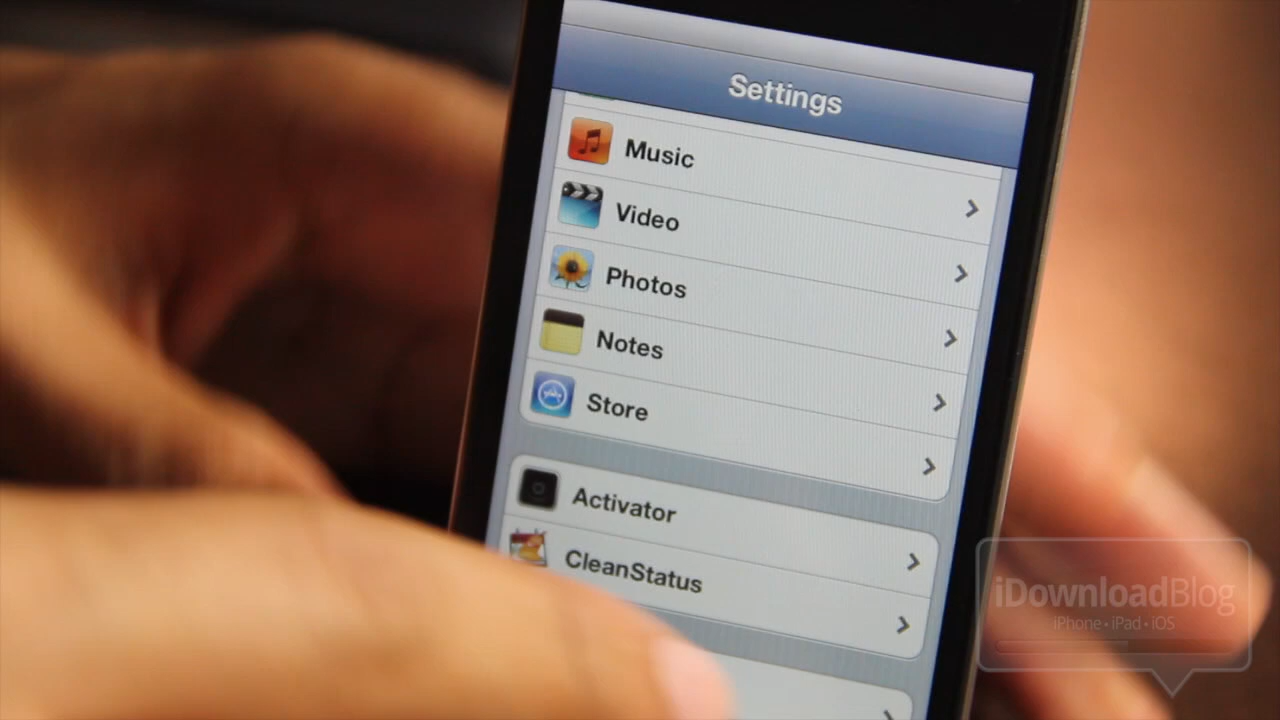 Settings
Music
Video
Photos
Notes
Store
Activator
CleanStatus
iDownloadBlog
iPhone • iPad • iOS